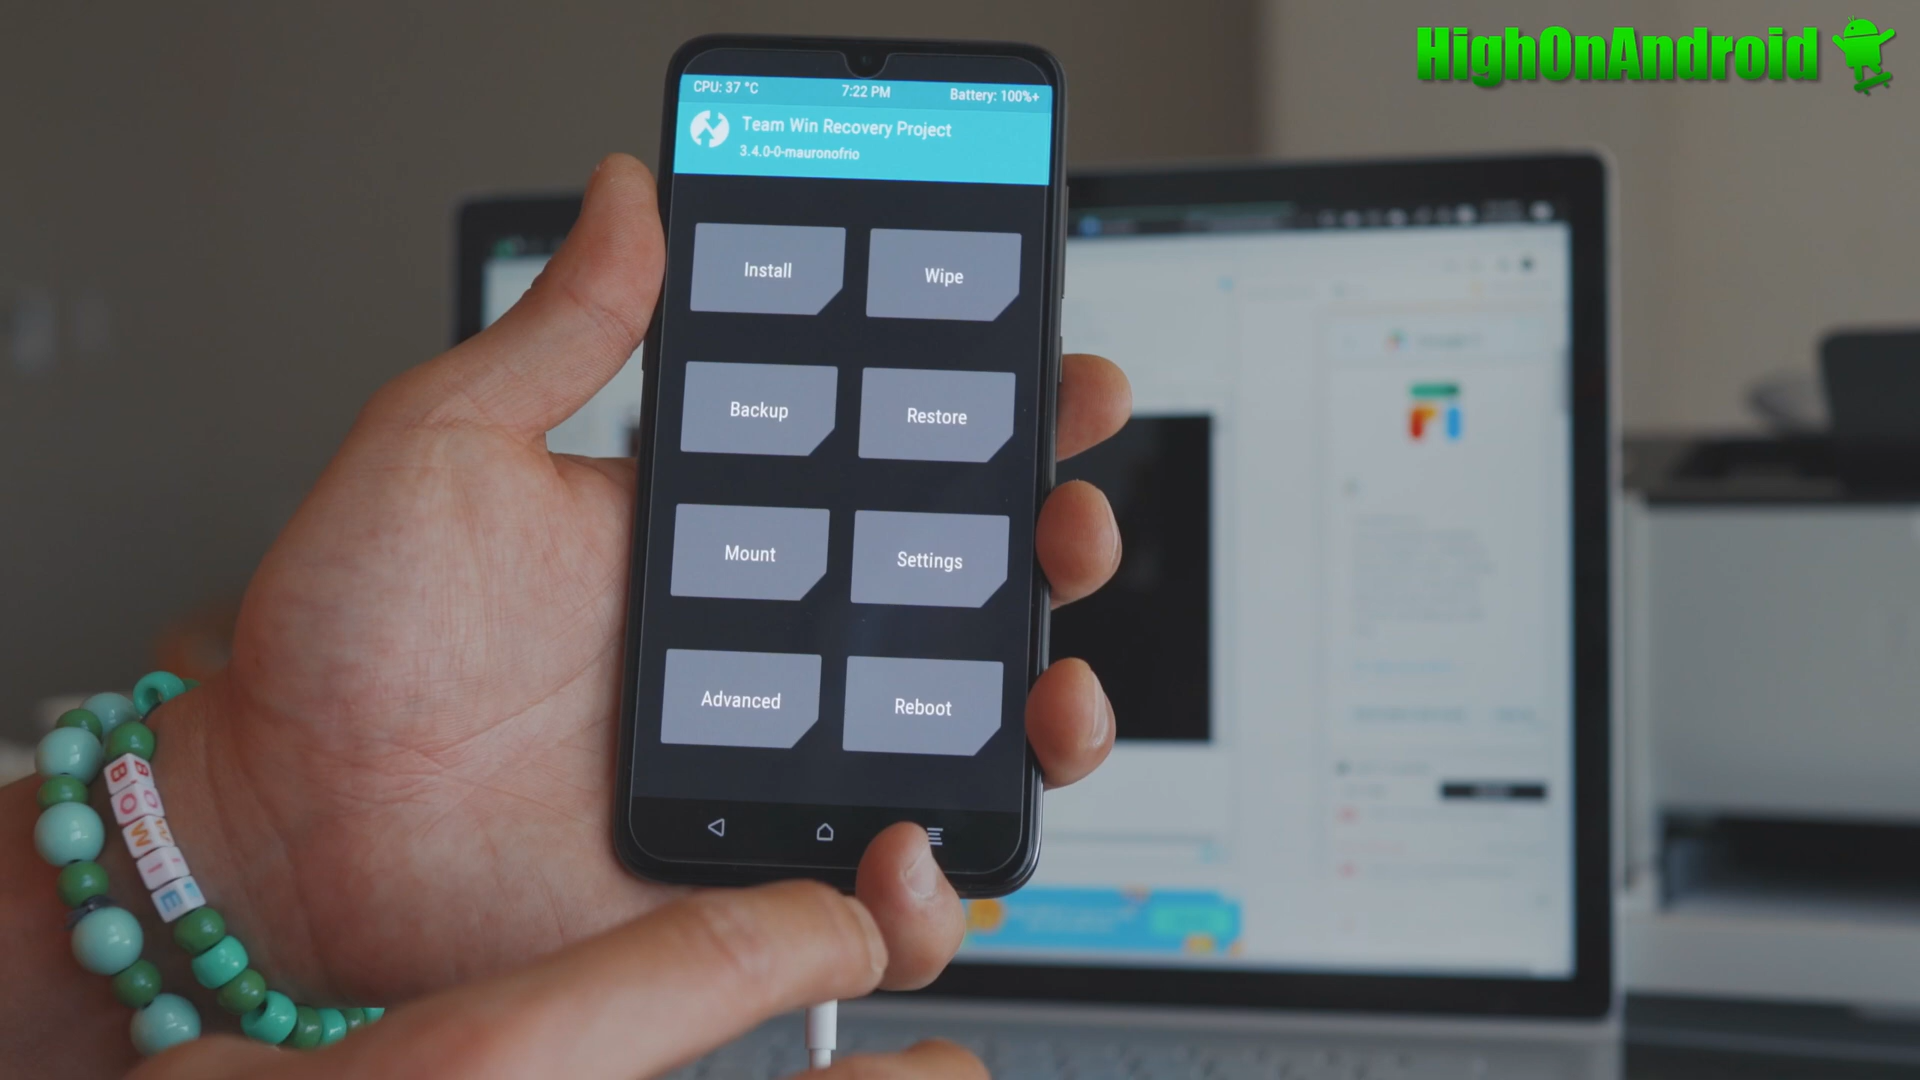 HighOnAndroid
CPU: 37 °C 7:22 PM Battery: 100%+
Team Win Recovery Project
3.4.0-0-mauronofrio
Install Wipe
Backup Restore
Mount Settings
Advanced Reboot
BOWIE